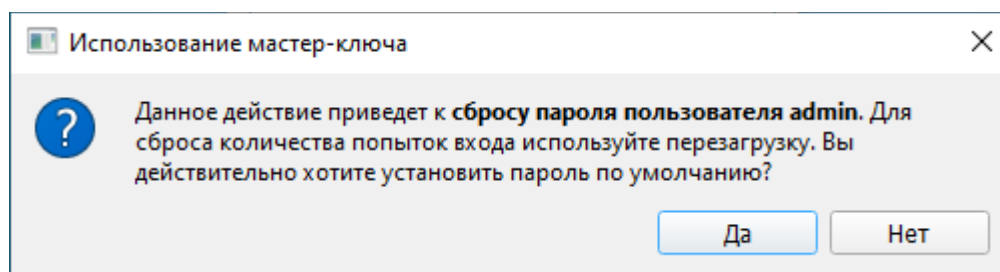 Использование мастер-ключа
Данное действие приведет к сбросу пароля пользователя admin. Для
сброса количества попыток входа используйте перезагрузку. Вы
действительно хотите установить пароль по умолчанию?
Да
Нет